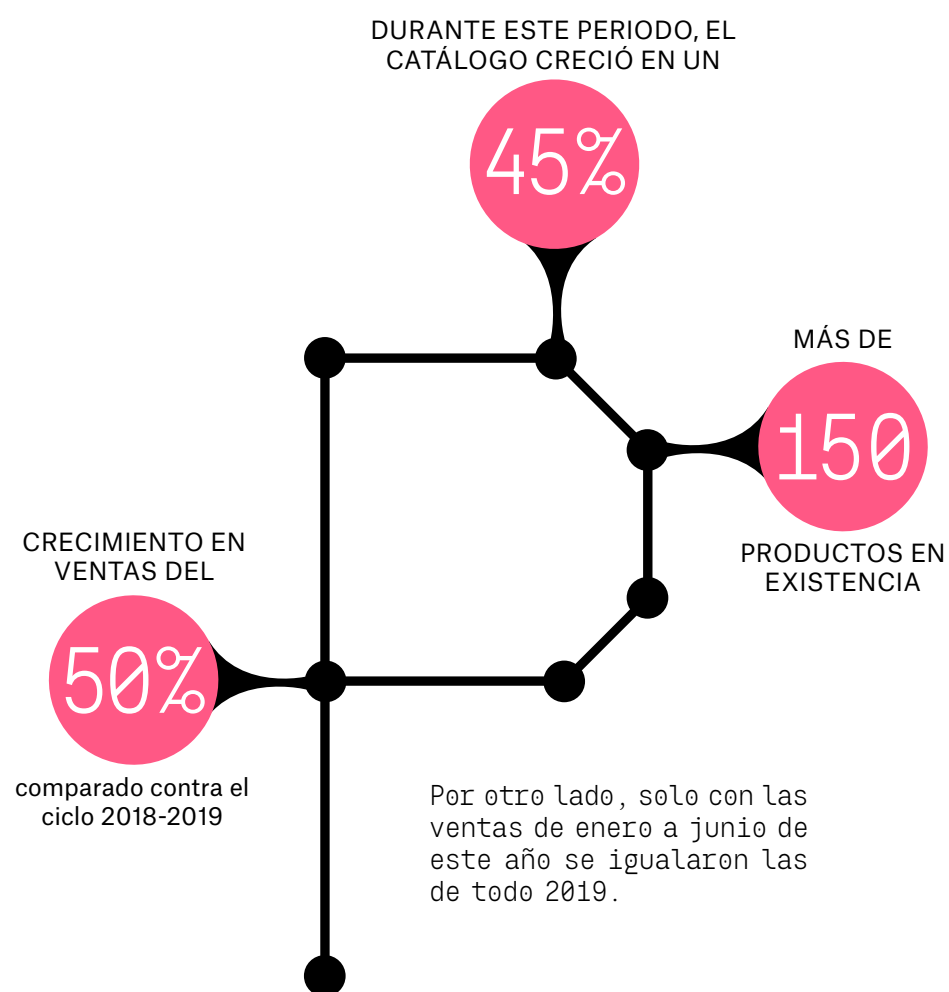 DURANTE ESTE PERIODO, EL
CATÁLOGO CRECIÓ EN UN
45%
MÁS DE
150
PRODUCTOS EN
EXISTENCIA
CRECIMIENTO EN
VENTAS DEL
50%
comparado contra el
ciclo 2018-2019
Por otro lado, solo con las
ventas de enero a junio de
este año se igualaron las
de todo 2019.